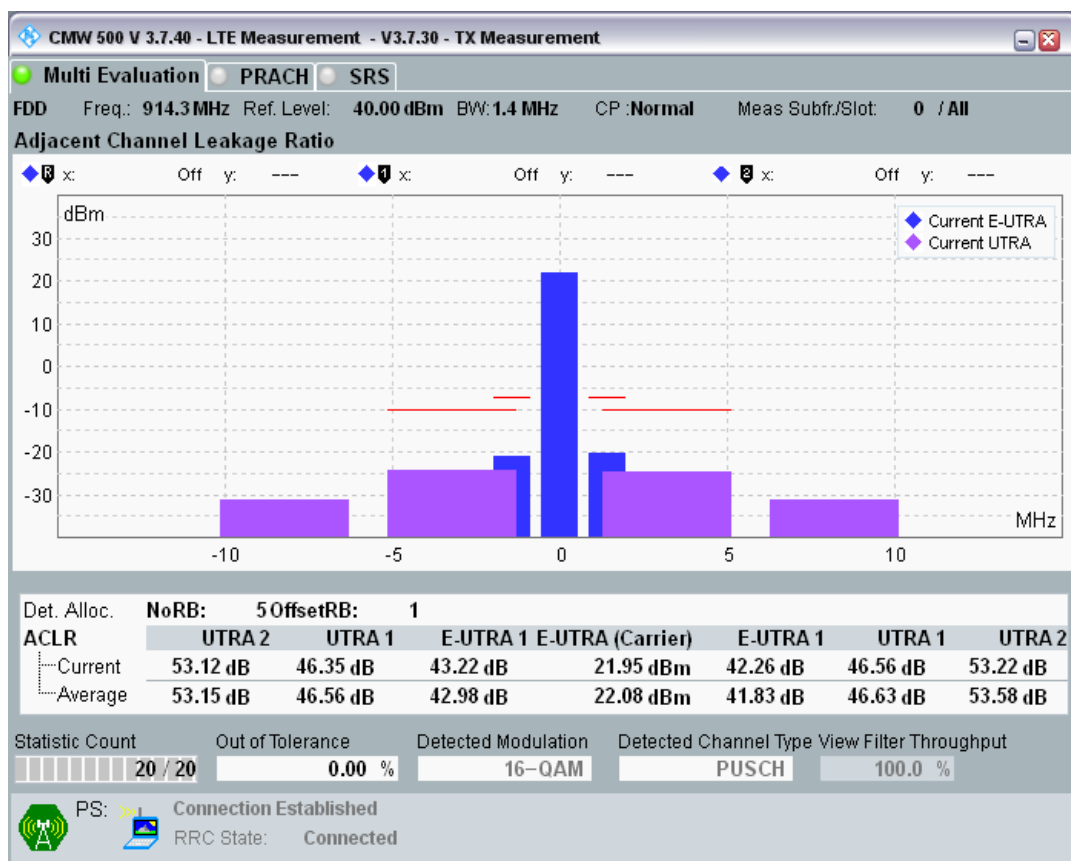 CMW 500 V 3.7.40 - LTE Measurement - V3.7.30 - TX Measurement
Multi Evaluation PRACH SRS
FDD Freq.: 914.3 MHz Ref. Level: 40.00 dBm BW: 1.4 MHz CP : Normal Meas Subfr./Slot: 0 / All
Adjacent Channel Leakage Ratio
R x: Off y: --- 1 x: Off y: --- 2 x: Off y: ---
dBm
Current E-UTRA
Current UTRA
30
20
10
0
-10
-20
-30
MHz
-10 -5 0 5 10
Det. Alloc. NoRB: 5 OffsetRB: 1
ACLR UTRA 2 UTRA 1 E-UTRA 1 E-UTRA (Carrier) E-UTRA 1 UTRA 1 UTRA 2
Current 53.12 dB 46.35 dB 43.22 dB 21.95 dBm 42.26 dB 46.56 dB 53.22 dB
Average 53.15 dB 46.56 dB 42.98 dB 22.08 dBm 41.83 dB 46.63 dB 53.58 dB
Statistic Count Out of Tolerance Detected Modulation Detected Channel Type View Filter Throughput
20 / 20 0.00 % 16-QAM PUSCH 100.0 %
PS: Connection Established
RRC State: Connected